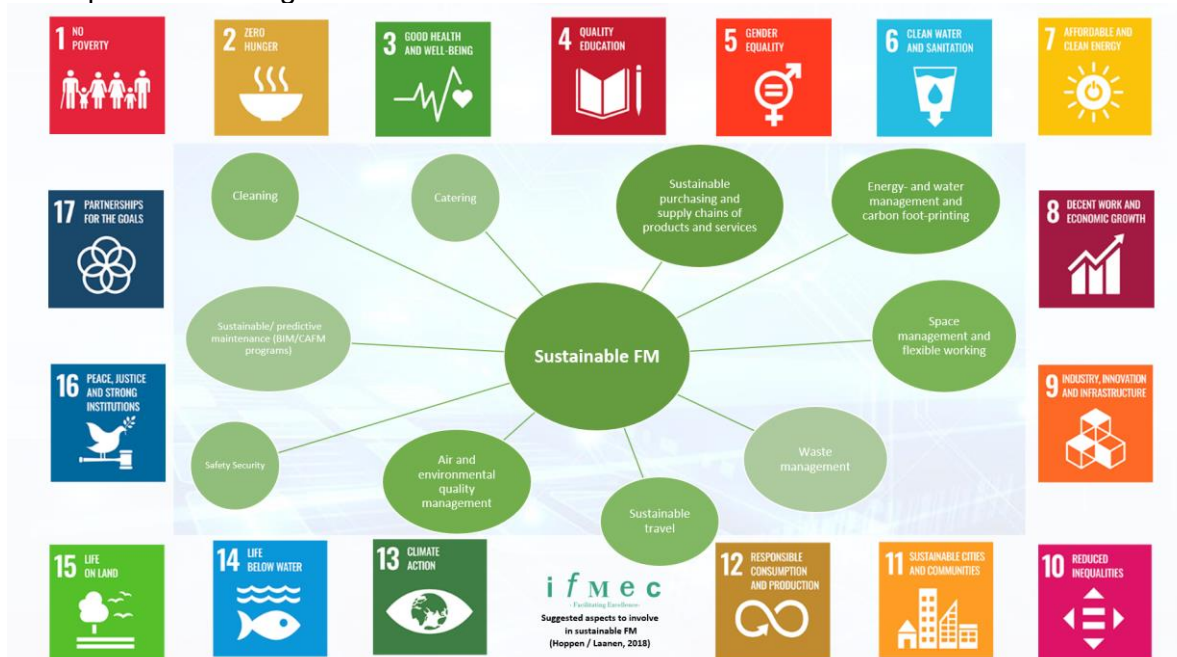 1 NO
POVERTY
2 ZERO
HUNGER
3 GOOD HEALTH
AND WELL-BEING
4 QUALITY
EDUCATION
5 GENDER
EQUALITY
6 CLEAN WATER
AND SANITATION
7 AFFORDABLE AND
CLEAN ENERGY
17 PARTNERSHIPS
FOR THE GOALS
Cleaning
Catering
Sustainable
purchasing and
supply chains of
products and services
Energy- and water
management and
carbon foot-printing
8 DECENT WORK AND
ECONOMIC GROWTH
Sustainable/ predictive
maintenance (BIM/CAFM
programs)
Sustainable FM
Space
management and
flexible working
16 PEACE, JUSTICE
AND STRONG
INSTITUTIONS
9 INDUSTRY, INNOVATION
AND INFRASTRUCTURE
Safety Security
Air and
environmental
quality
management
Waste
management
Sustainable
travel
15 LIFE
ON LAND
14 LIFE
BELOW WATER
13 CLIMATE
ACTION
ifMec
- Facilitating Excellence-
Suggested aspects to involve
in sustainable FM
(Hoppen / Laanen, 2018)
12 RESPONSIBLE
CONSUMPTION
AND PRODUCTION
11 SUSTAINABLE CITIES
AND COMMUNITIES
10 REDUCED
INEQUALITIES